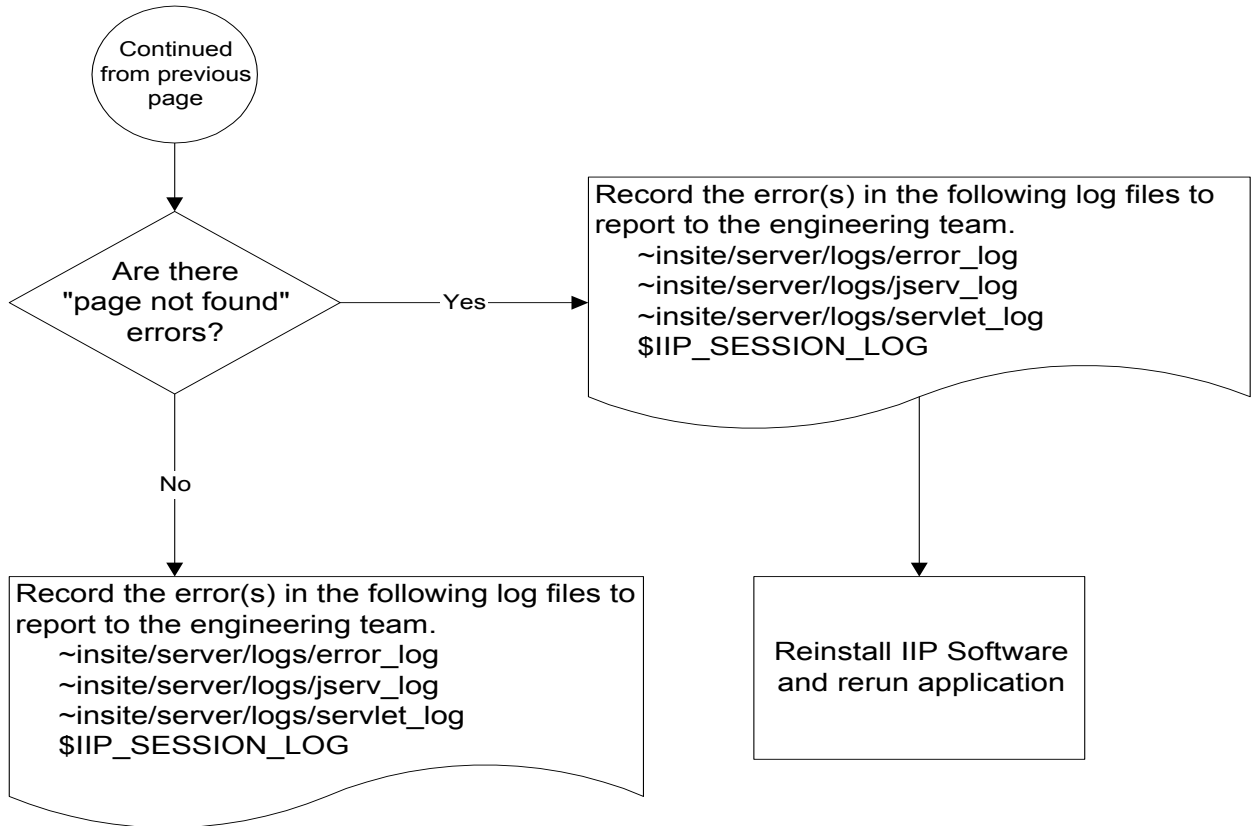 Continued
from previous
page
Are there
"page not found"
errors?
Yes
Record the error(s) in the following log files to
report to the engineering team.
~insite/server/logs/error_log
~insite/server/logs/jserv_log
~insite/server/logs/servlet_log
$IIP_SESSION_LOG
No
Record the error(s) in the following log files to
report to the engineering team.
~insite/server/logs/error_log
~insite/server/logs/jserv_log
~insite/server/logs/servlet_log
$IIP_SESSION_LOG
Reinstall IIP Software
and rerun application